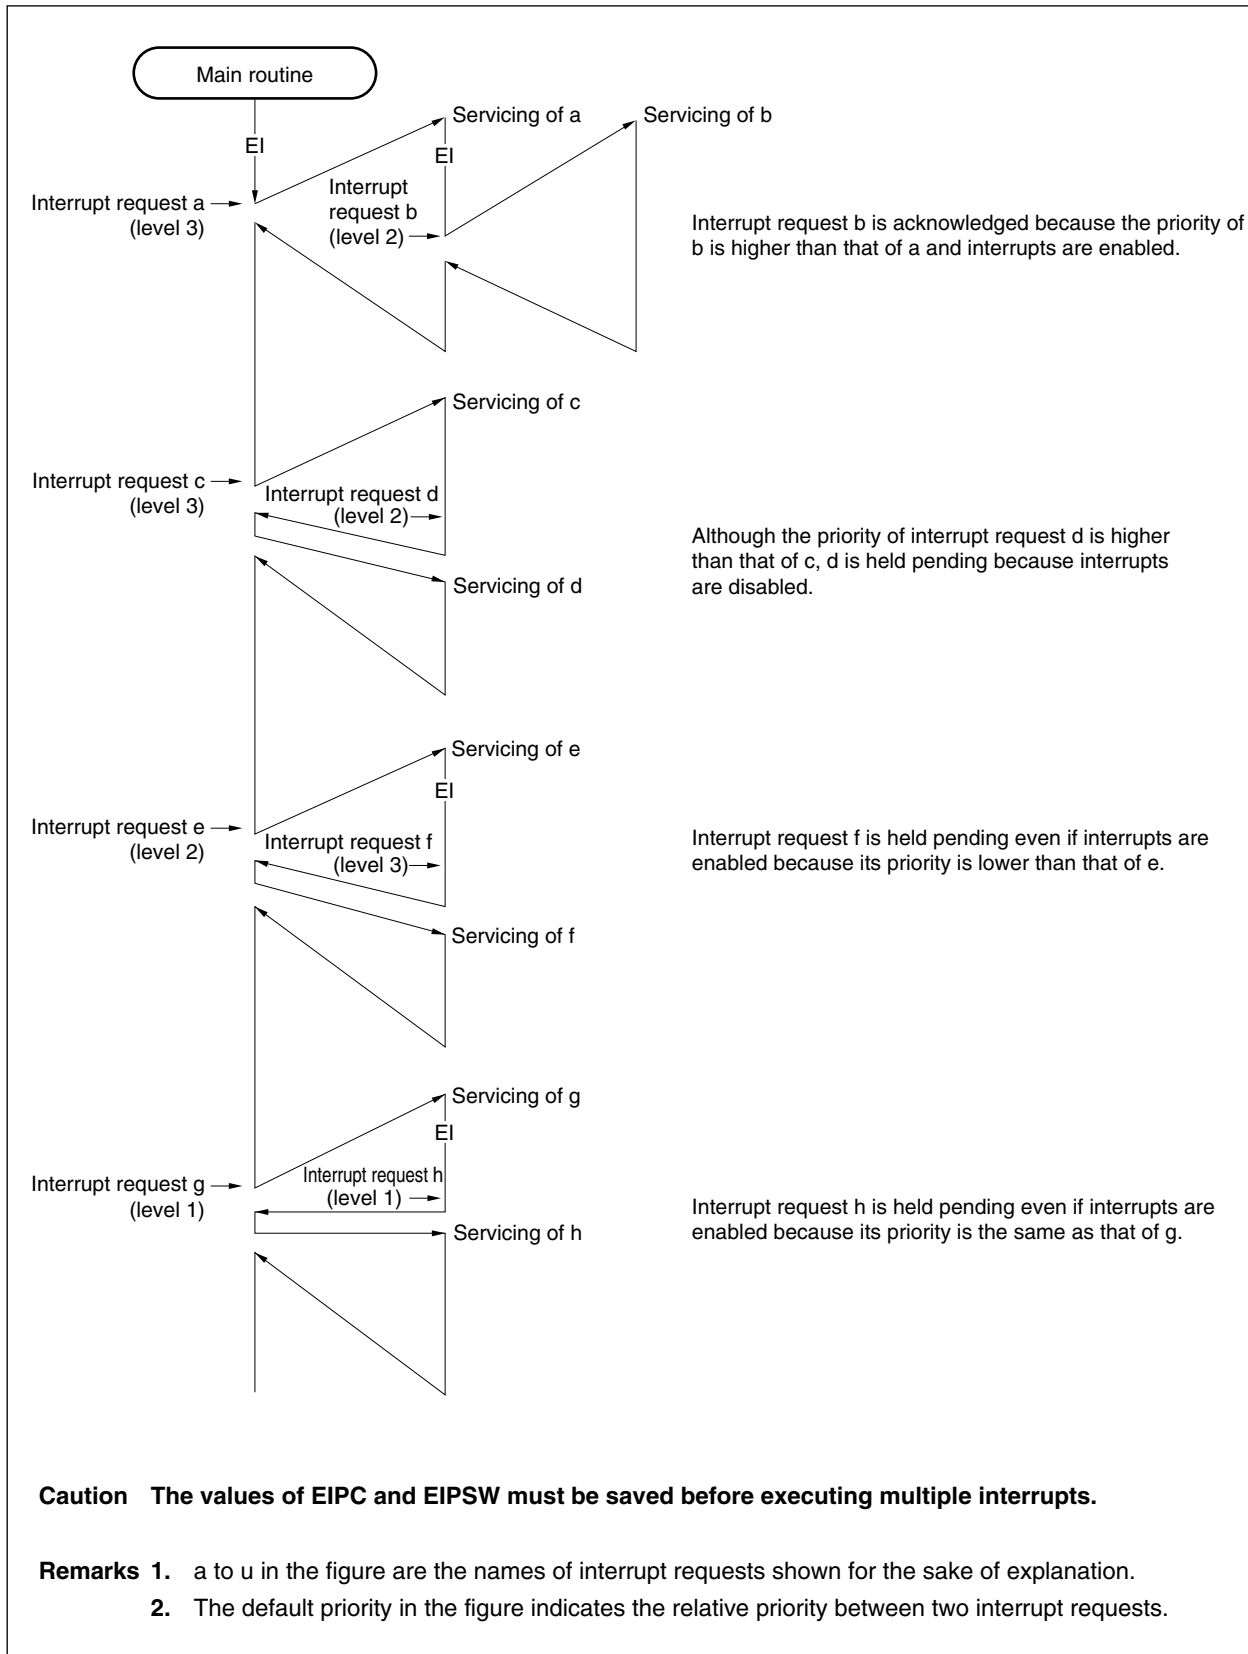 Main routine
EI
Servicing of a
Servicing of b
EI
Interrupt request a
(level 3)
Interrupt
request b
(level 2)
Interrupt request b is acknowledged because the priority of
b is higher than that of a and interrupts are enabled.
Servicing of c
Interrupt request c
(level 3)
Interrupt request d
(level 2)
Although the priority of interrupt request d is higher
than that of c, d is held pending because interrupts
are disabled.
Servicing of d
Servicing of e
EI
Interrupt request e
(level 2)
Interrupt request f
(level 3)
Interrupt request f is held pending even if interrupts are
enabled because its priority is lower than that of e.
Servicing of f
Servicing of g
EI
Interrupt request g
(level 1)
Interrupt request h
(level 1)
Interrupt request h is held pending even if interrupts are
enabled because its priority is the same as that of g.
Servicing of h
Caution The values of EIPC and EIPSW must be saved before executing multiple interrupts.
Remarks 1. a to u in the figure are the names of interrupt requests shown for the sake of explanation.
2. The default priority in the figure indicates the relative priority between two interrupt requests.